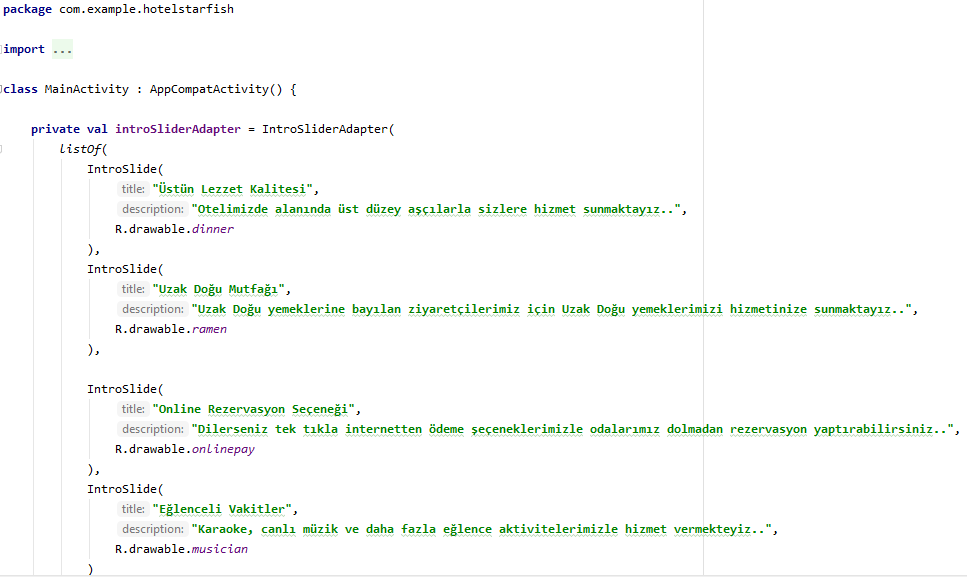 package com.example.hotelstarfish
import ...
class MainActivity : AppCompatActivity() {
private val introSliderAdapter = IntroSliderAdapter(
listOf(
IntroSlide(
title: "Üstün Lezzet Kalitesi",
description: "Otelimizde alanında üst düzey aşçılarla sizlere hizmet sunmaktayız..",
R.drawable.dinner
),
IntroSlide(
title: "Uzak Doğu Mutfağı",
description: "Uzak Doğu yemeklerine bayılan ziyaretçilerimiz için Uzak Doğu yemeklerimizi hizmetinize sunmaktayız..",
R.drawable.ramen
),
IntroSlide(
title: "Online Rezervasyon Seçeneği",
description: "Dilerseniz tek tıkla internetten ödeme şeçeneklerimizle odalarımız dolmadan rezervasyon yaptırabilirsiniz..",
R.drawable.onlinepay
),
IntroSlide(
title: "Eğlenceli Vakitler",
description: "Karaoke, canlı müzik ve daha fazla eğlence aktivitelerimizle hizmet vermekteyiz..",
R.drawable.musician
)